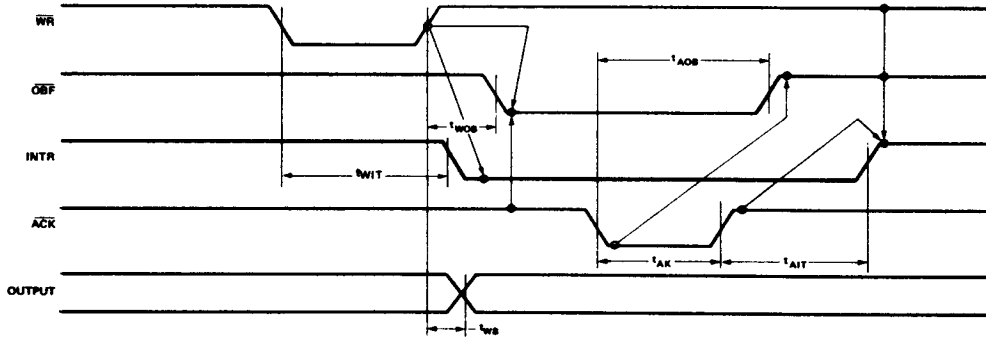 WR
tAOB
OBF
tWOB
INTR
tWIT
ACK
tAK
tAIT
OUTPUT
tWB